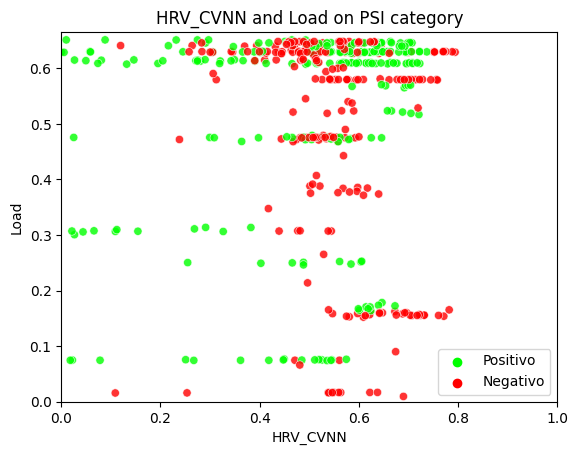 HRV_CVNN and Load on PSI category
Load
0.6
0.5
0.4
0.3
0.2
0.1
0.0
0.0 0.2 0.4 0.6 0.8 1.0
HRV_CVNN
Positivo
Negativo